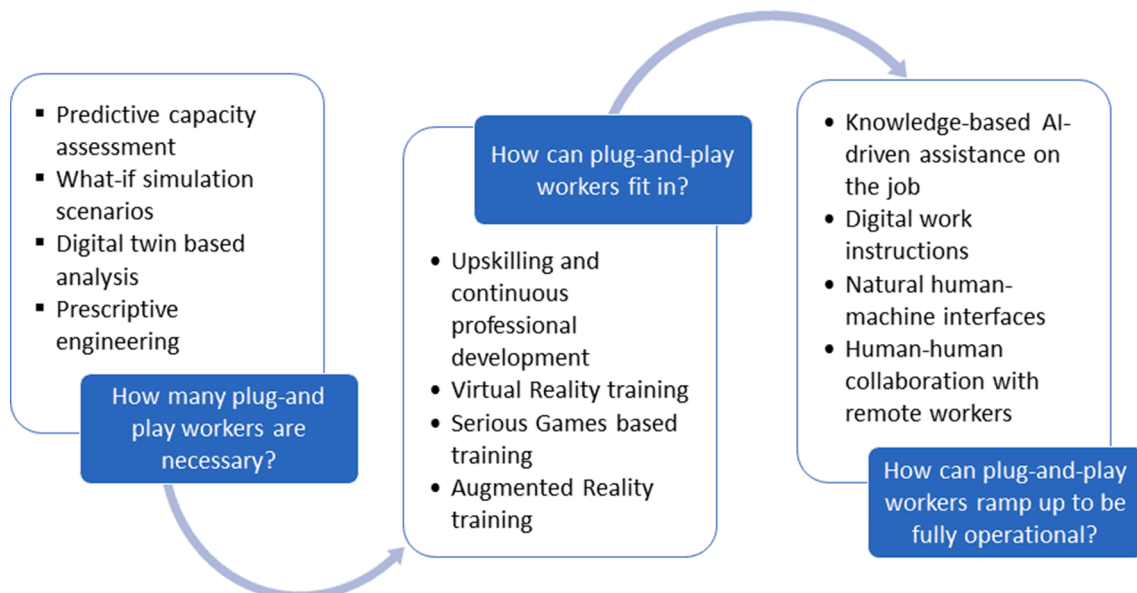 ▪ Predictive capacity
assessment
▪ What-if simulation
scenarios
▪ Digital twin based
analysis
▪ Prescriptive
engineering
How many plug-and
play workers are
necessary?
How can plug-and-play
workers fit in?
• Upskilling and
continuous
professional
development
• Virtual Reality training
• Serious Games based
training
• Augmented Reality
training
• Knowledge-based AI-
driven assistance on
the job
• Digital work
instructions
• Natural human-
machine interfaces
• Human-human
collaboration with
remote workers
How can plug-and-play
workers ramp up to be
fully operational?